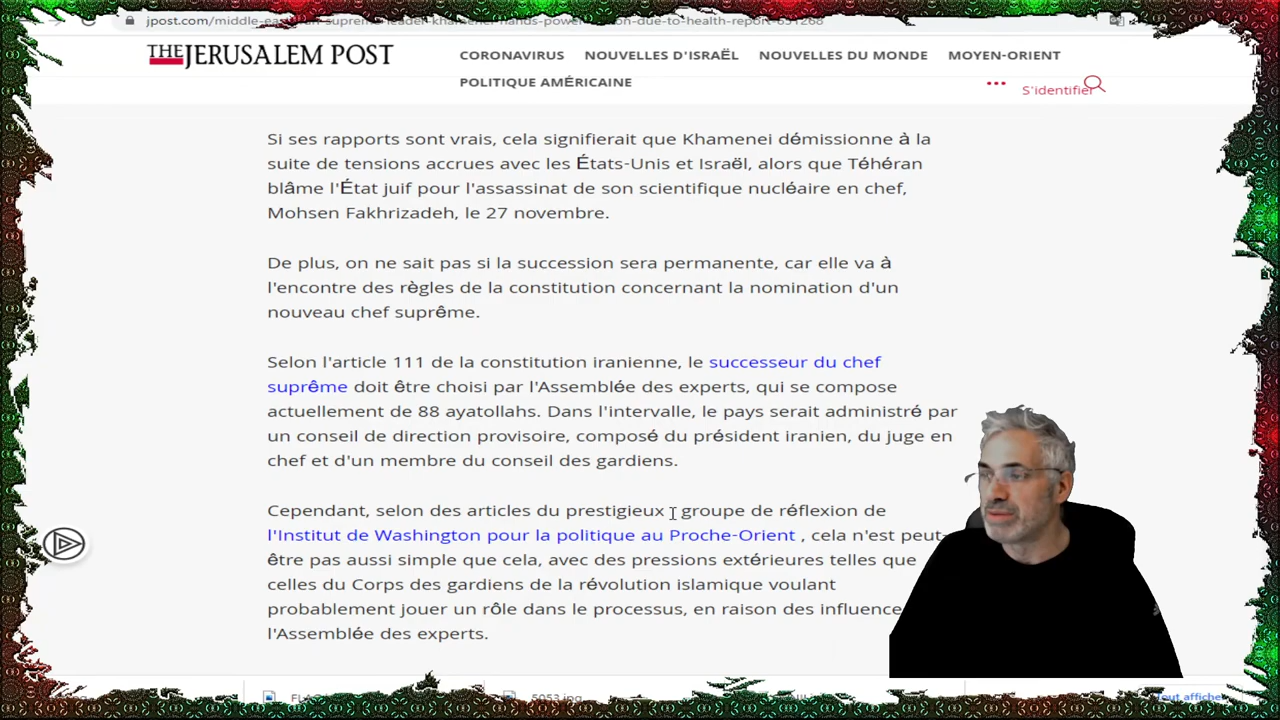 jpost.com/middle-ea
THE JERUSALEM POST
CORONAVIRUS NOUVELLES D'ISRAËL NOUVELLES DU MONDE MOYEN-ORIENT
POLITIQUE AMÉRICAINE
S'identifier
Si ses rapports sont vrais, cela signifierait que Khamenei démissionne à la
suite de tensions accrues avec les États-Unis et Israël, alors que Téhéran
blâme l'État juif pour l'assassinat de son scientifique nucléaire en chef,
Mohsen Fakhrizadeh, le 27 novembre.
De plus, on ne sait pas si la succession sera permanente, car elle va à
l'encontre des règles de la constitution concernant la nomination d'un
nouveau chef suprême.
Selon l'article 111 de la constitution iranienne, le successeur du chef
suprême doit être choisi par l'Assemblée des experts, qui se compose
actuellement de 88 ayatollahs. Dans l'intervalle, le pays serait administré par
un conseil de direction provisoire, composé du président iranien, du juge en
chef et d'un membre du conseil des gardiens.
Cependant, selon des articles du prestigieux groupe de réflexion de
l'Institut de Washington pour la politique au Proche-Orient , cela n'est peut-
être pas aussi simple que cela, avec des pressions extérieures telles que
celles du Corps des gardiens de la révolution islamique voulant
probablement jouer un rôle dans le processus, en raison des influence
l'Assemblée des experts.
5053.jpg
Tout affiche